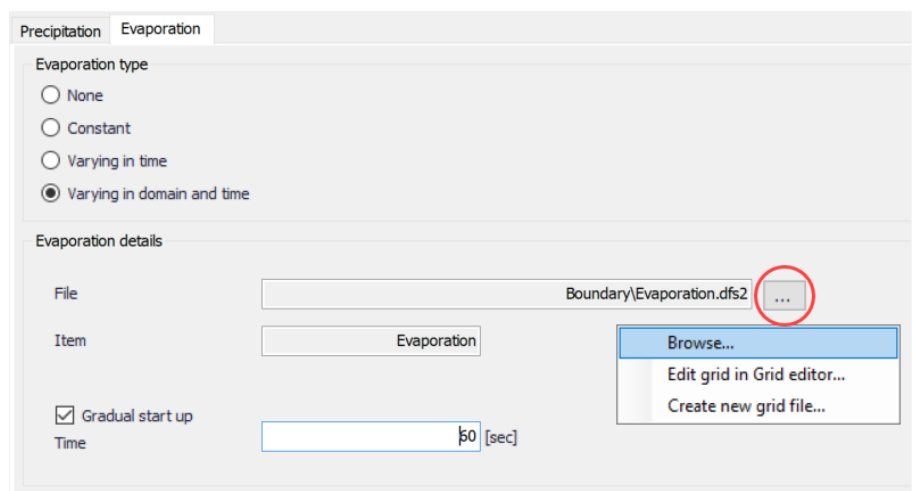 Precipitation Evaporation
Evaporation type
None
Constant
Varying in time
Varying in domain and time
Evaporation details
File Boundary\Evaporation.dfs2 ...
Item Evaporation
Browse...
Edit grid in Grid editor...
Create new grid file...
Gradual start up
Time 60 [sec]